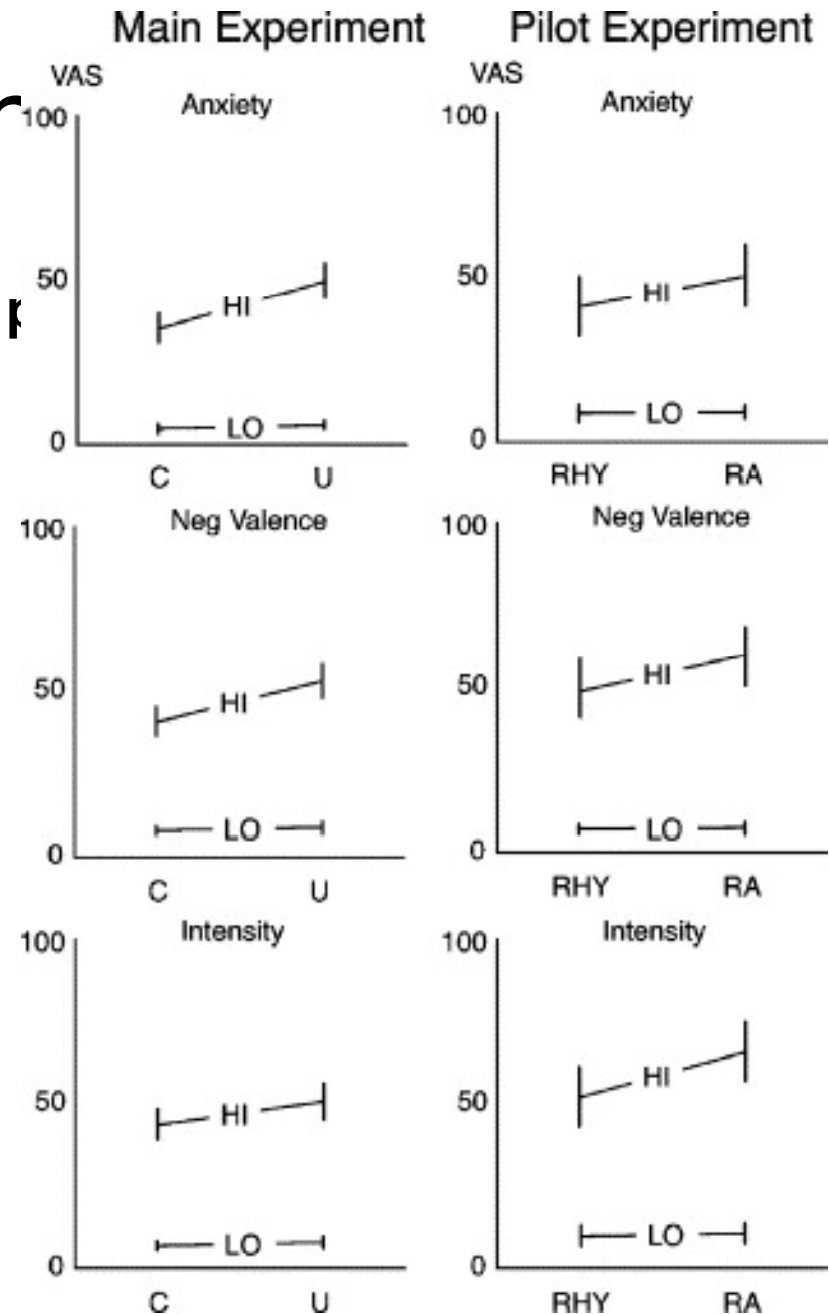 Main Experiment Pilot Experiment
VAS VAS
Anxiety Anxiety
100 100
50 50
HI HI
LO LO
0 0
C U RHY RA
Neg Valence Neg Valence
100 100
50 50
HI HI
LO LO
0 0
C U RHY RA
Intensity Intensity
100 100
50 50
HI HI
LO LO
0 0
C U RHY RA